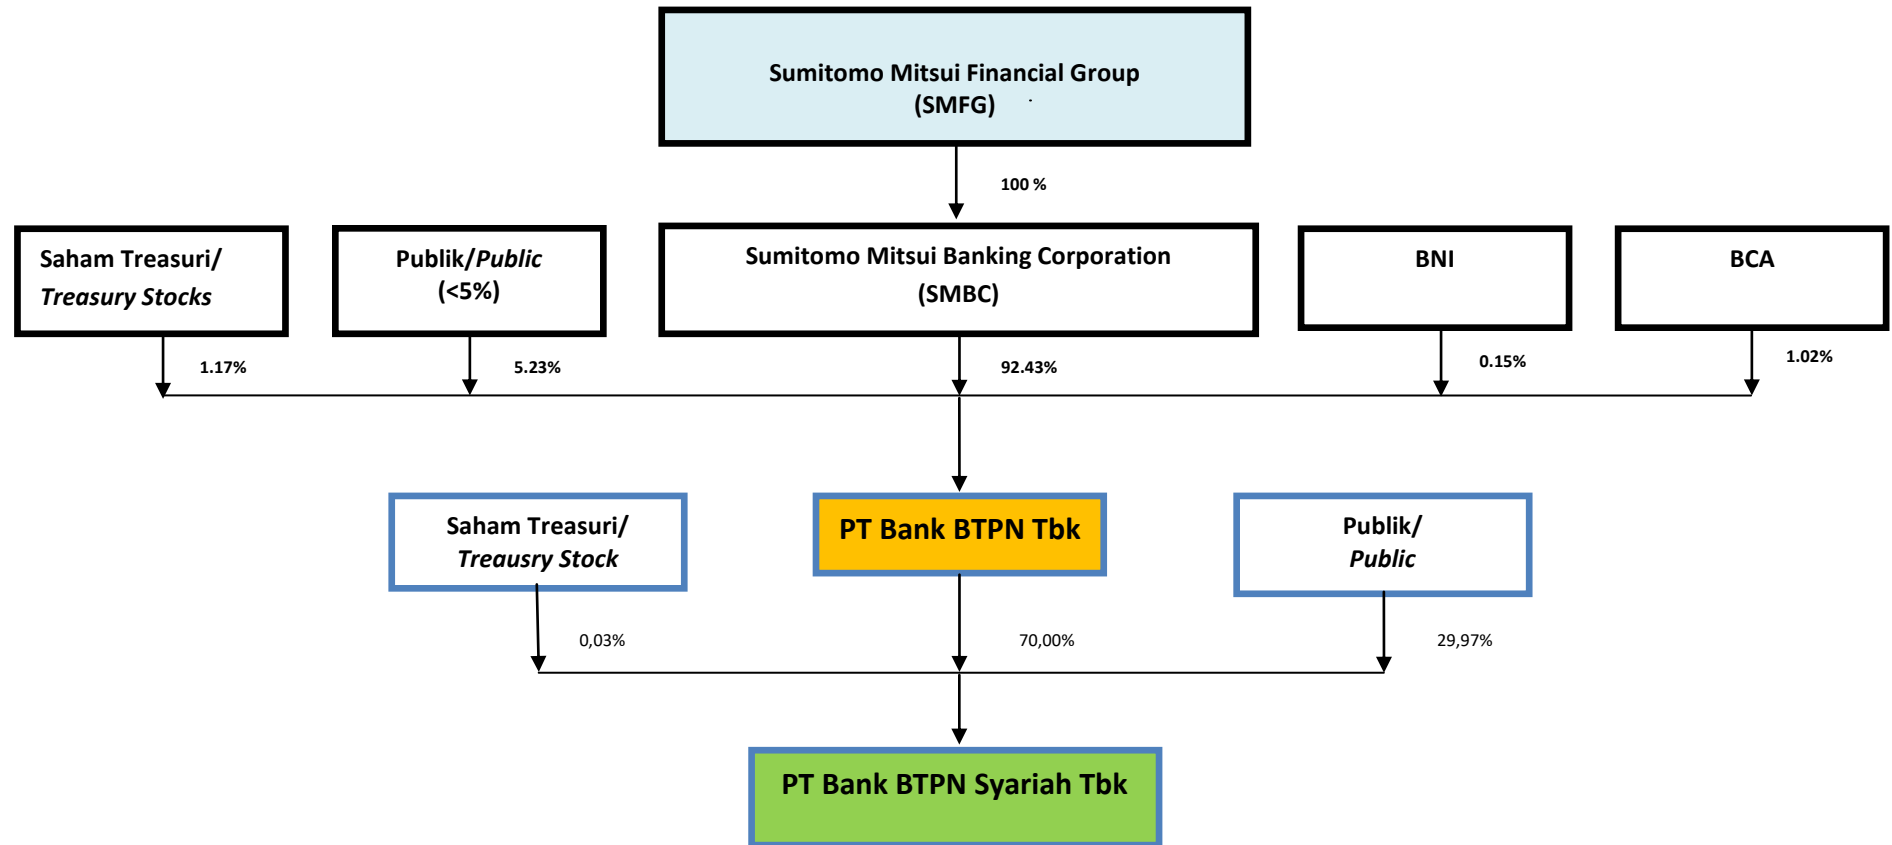 Sumitomo Mitsui Financial Group
(SMFG)
100 %
Saham Treasuri/
Treasury Stocks
Publik/Public
(<5%)
Sumitomo Mitsui Banking Corporation
(SMBC)
BNI
BCA
1.17%
5.23%
92.43%
0.15%
1.02%
Saham Treasuri/
Treausry Stock
PT Bank BTPN Tbk
Publik/
Public
0,03%
70,00%
29,97%
PT Bank BTPN Syariah Tbk